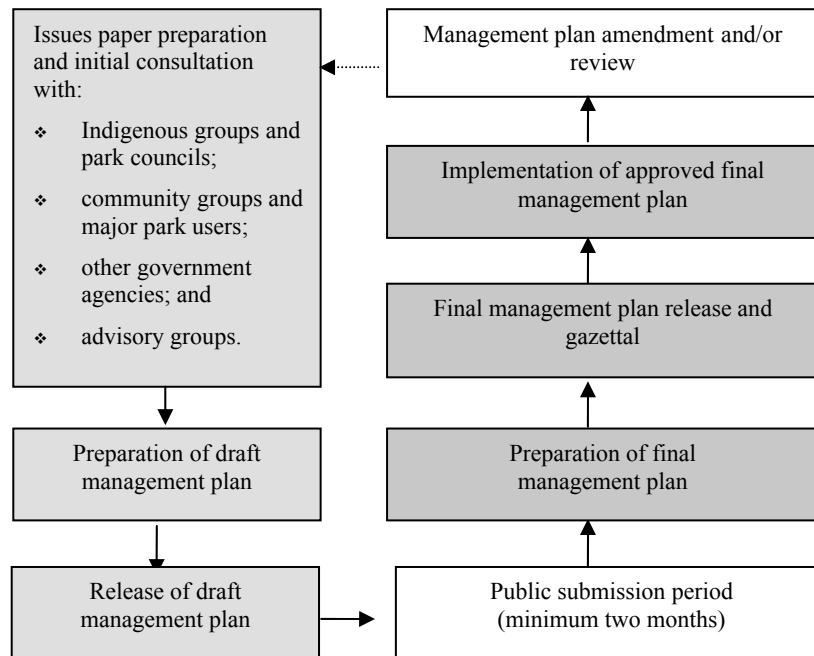 Issues paper preparation
and initial consultation
with:
❖ Indigenous groups and
park councils;
❖ community groups and
major park users;
❖ other government
agencies; and
❖ advisory groups.
Preparation of draft
management plan
Release of draft
management plan
Public submission period
(minimum two months)
Preparation of final
management plan
Final management plan release and
gazettal
Implementation of approved final
management plan
Management plan amendment and/or
review